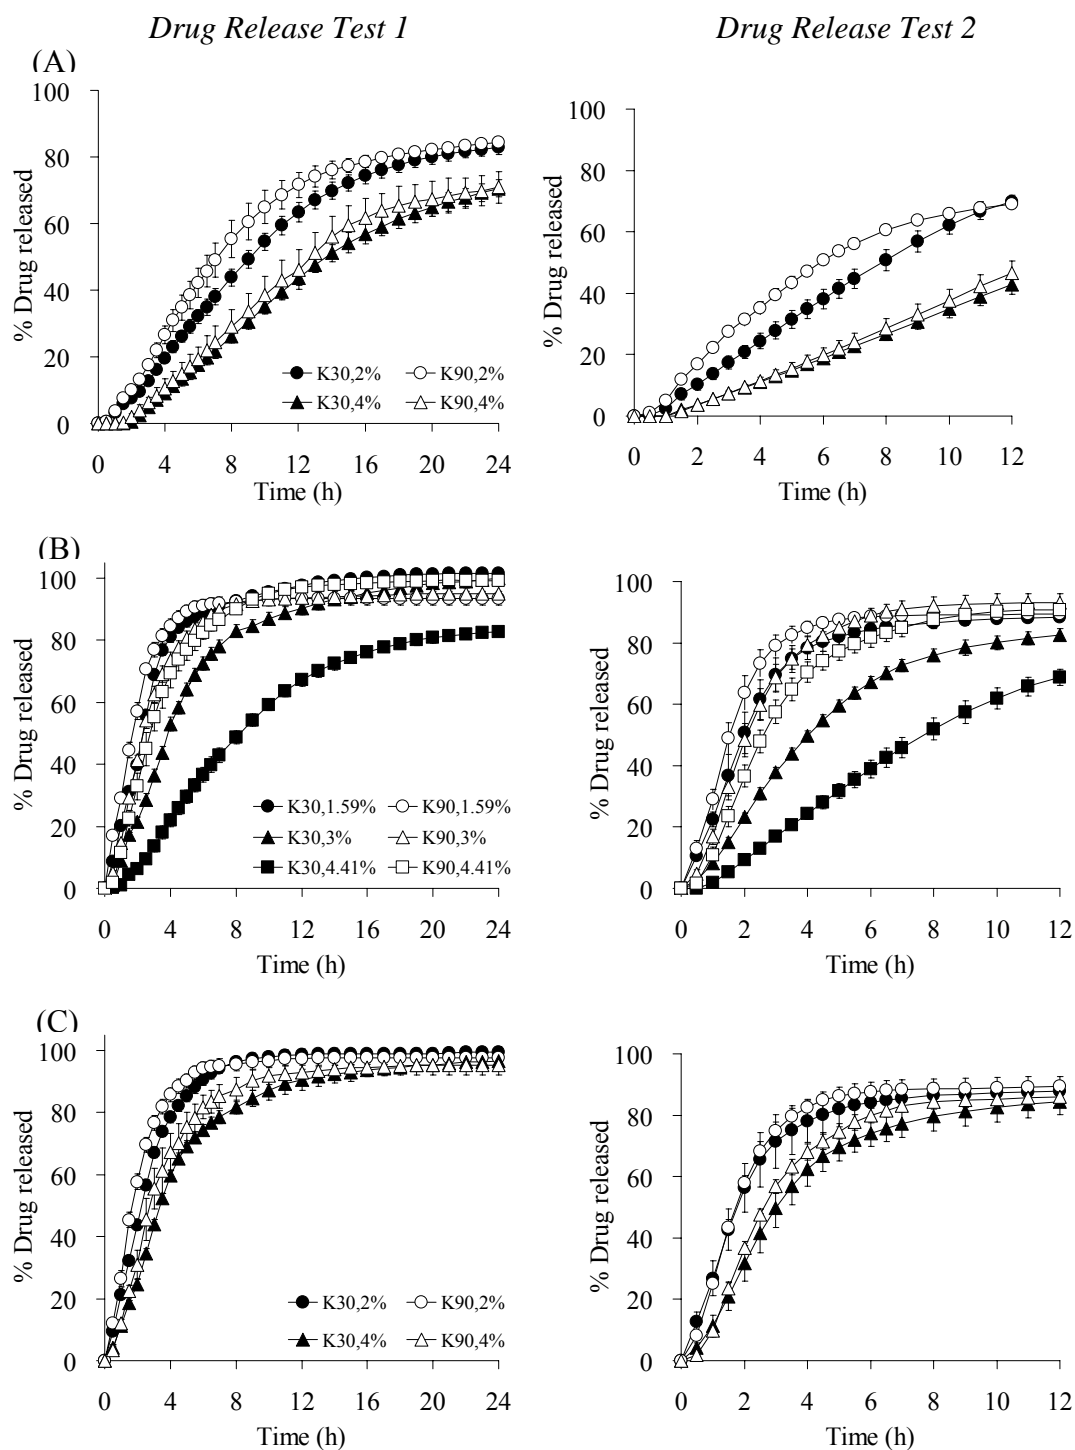 Drug Release Test 1
Drug Release Test 2
(A)
100
80
60
40
20
0
% Drug released
K30,2%
K90,2%
K30,4%
K90,4%
0 4 8 12 16 20 24
Time (h)
100
80
60
40
20
0
% Drug released
0 2 4 6 8 10 12
Time (h)
(B)
100
80
60
40
20
0
% Drug released
K30,1.59%
K90,1.59%
K30,3%
K90,3%
K30,4.41%
K90,4.41%
0 4 8 12 16 20 24
Time (h)
100
80
60
40
20
0
% Drug released
0 2 4 6 8 10 12
Time (h)
(C)
100
80
60
40
20
0
% Drug released
K30,2%
K90,2%
K30,4%
K90,4%
0 4 8 12 16 20 24
Time (h)
100
80
60
40
20
0
% Drug released
0 2 4 6 8 10 12
Time (h)